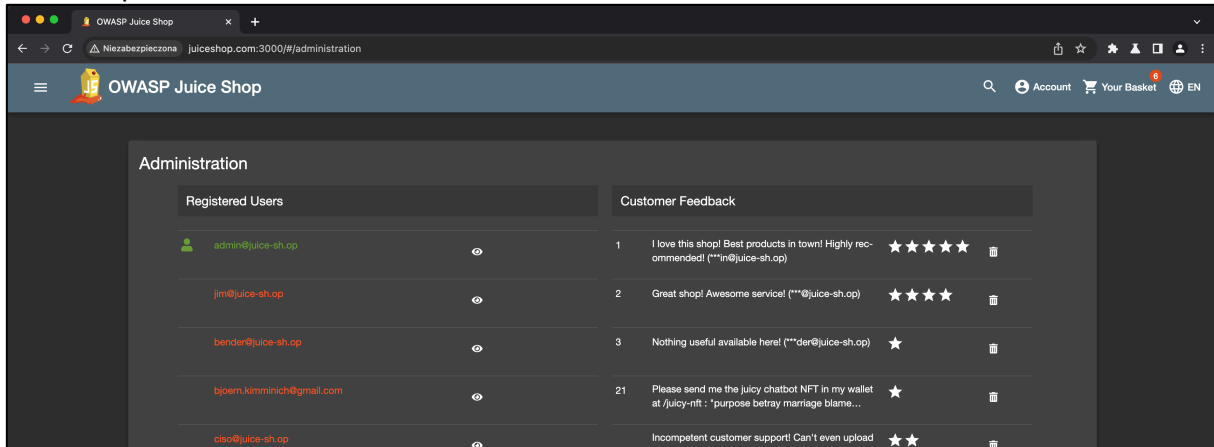 OWASP Juice Shop
Niezabezpieczona juiceshop.com:3000/#/administration
OWASP Juice Shop
Account
6
Your Basket
EN
Administration
Registered Users
admin@juice-sh.op
jim@juice-sh.op
bender@juice-sh.op
bjoern.kimminich@gmail.com
ciso@juice-sh.op
Customer Feedback
1 I love this shop! Best products in town! Highly rec-
ommended! (***in@juice-sh.op)
2 Great shop! Awesome service! (***@juice-sh.op)
3 Nothing useful available here! (***der@juice-sh.op)
21 Please send me the juicy chatbot NFT in my wallet
at /juicy-nft : "purpose betray marriage blame…
Incompetent customer support! Can't even upload